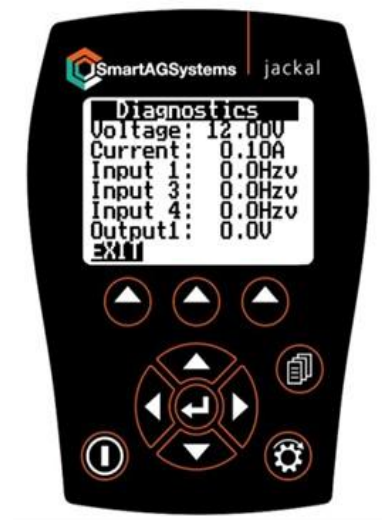 SmartAGSystems jackal
Diagnostics
Voltage: 12.00V
Current: 0.10A
Input 1: 0.0Hzv
Input 3: 0.0Hzv
Input 4: 0.0Hzv
Output1: 0.0V
EXIT